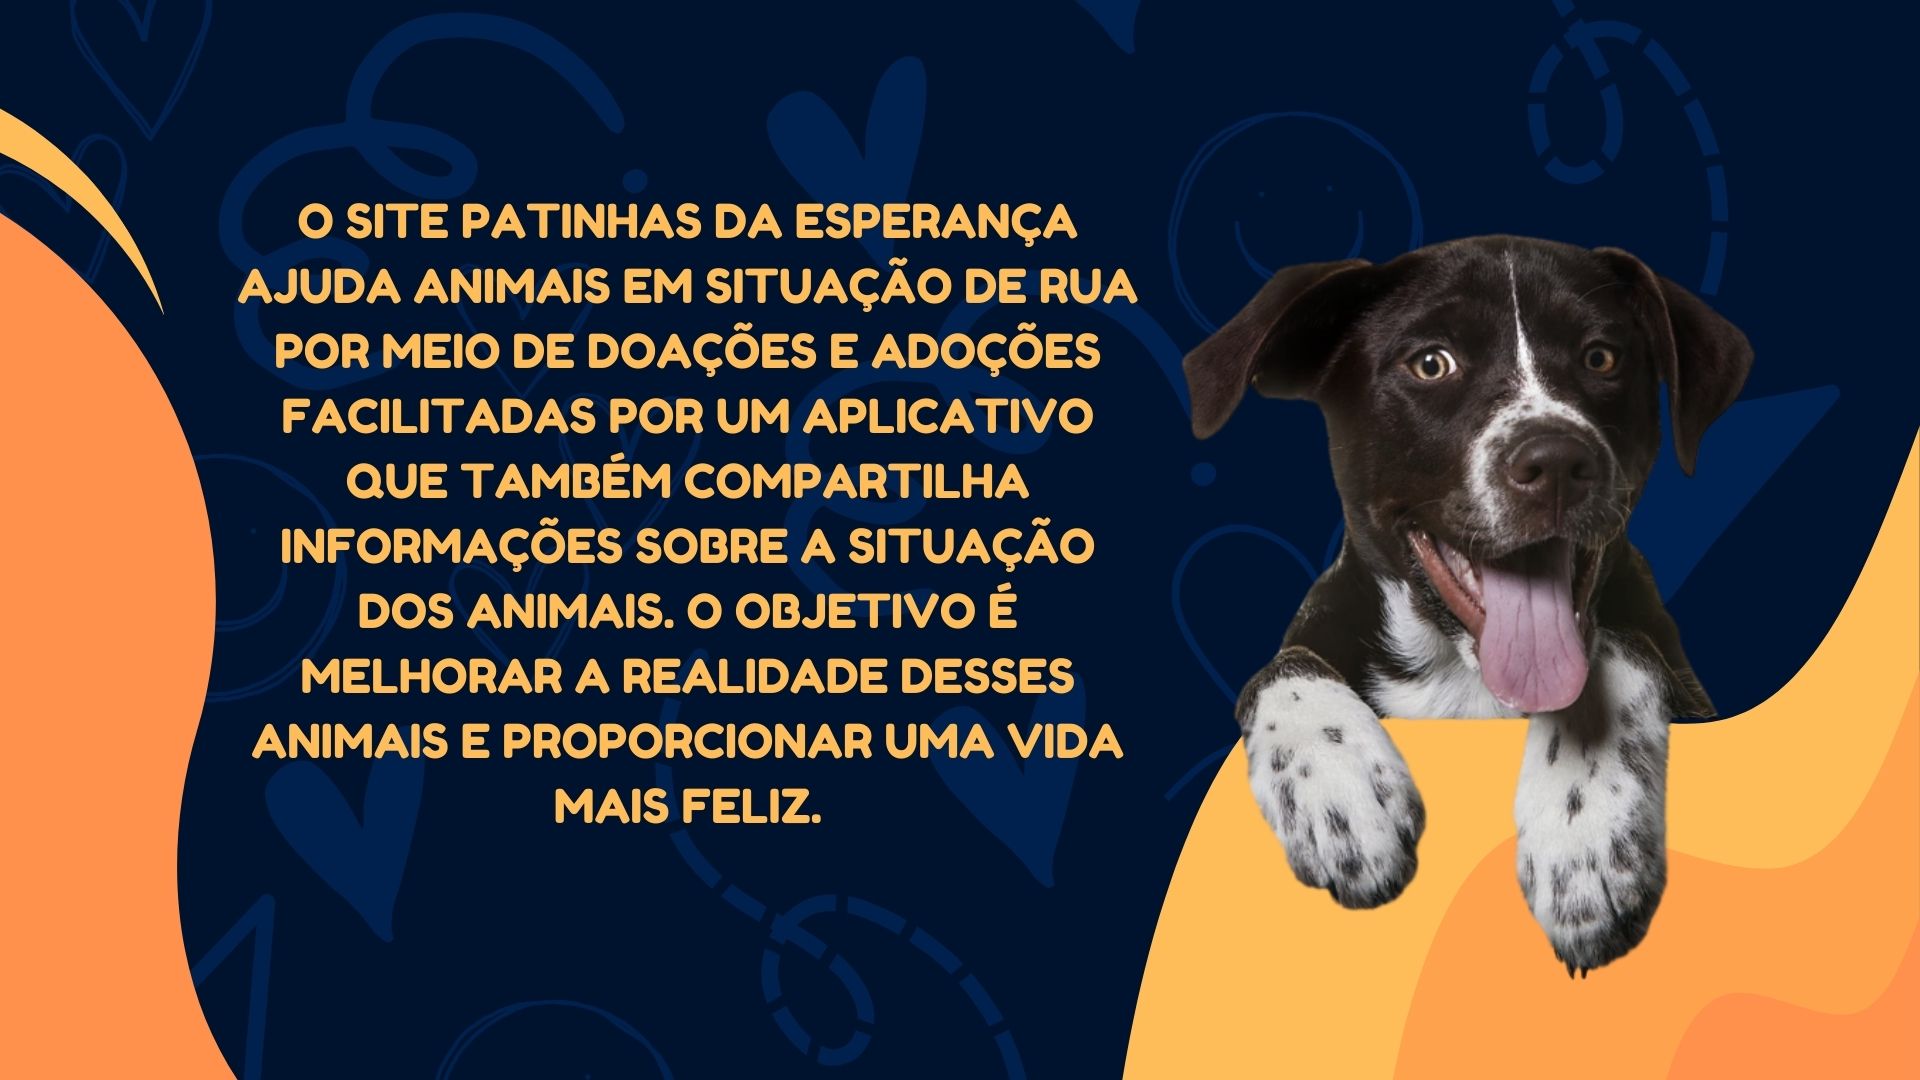 O SITE PATINHAS DA ESPERANÇA
AJUDA ANIMAIS EM SITUAÇÃO DE RUA
POR MEIO DE DOAÇÕES E ADOÇÕES
FACILITADAS POR UM APLICATIVO
QUE TAMBÉM COMPARTILHA
INFORMAÇÕES SOBRE A SITUAÇÃO
DOS ANIMAIS. O OBJETIVO É
MELHORAR A REALIDADE DESSES
ANIMAIS E PROPORCIONAR UMA VIDA
MAIS FELIZ.